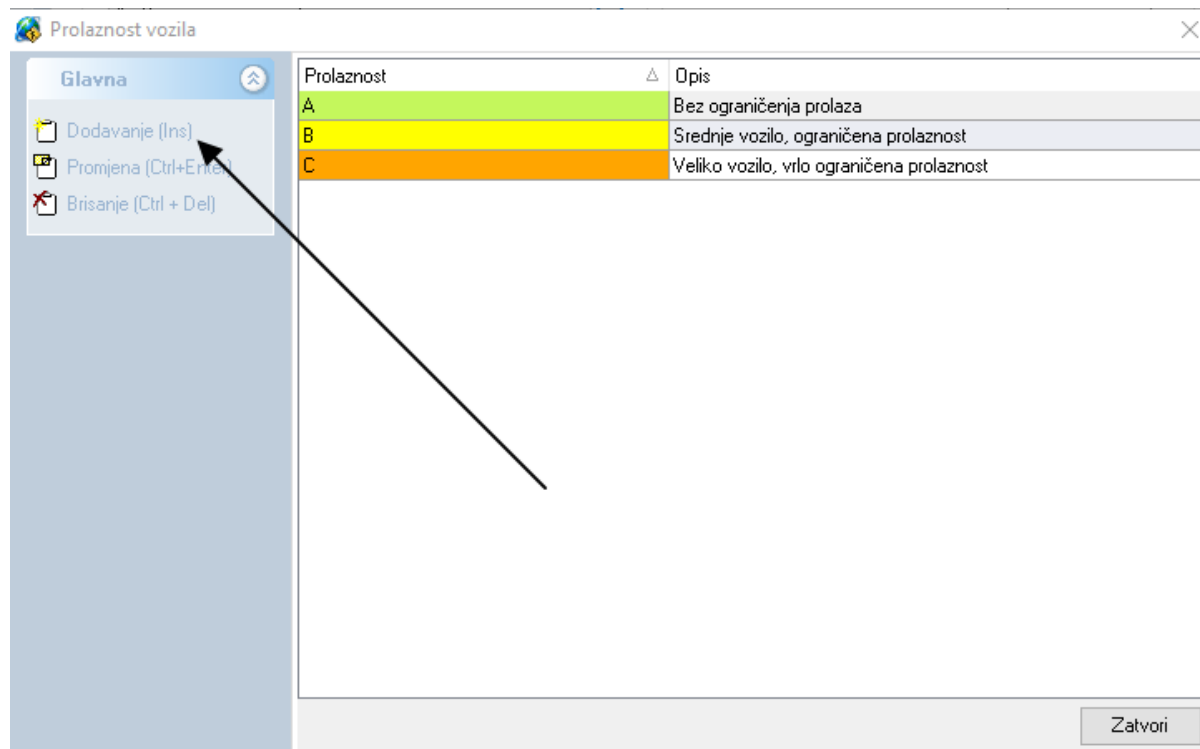 Prolaznost vozila
Glavna
Dodavanje (Ins)
Promjena (Ctrl+Enter)
Brisanje (Ctrl + Del)
Prolaznost Opis
A Bez ograničenja prolaza
B Srednje vozilo, ograničena prolaznost
C Veliko vozilo, vrlo ograničena prolaznost
Zatvori